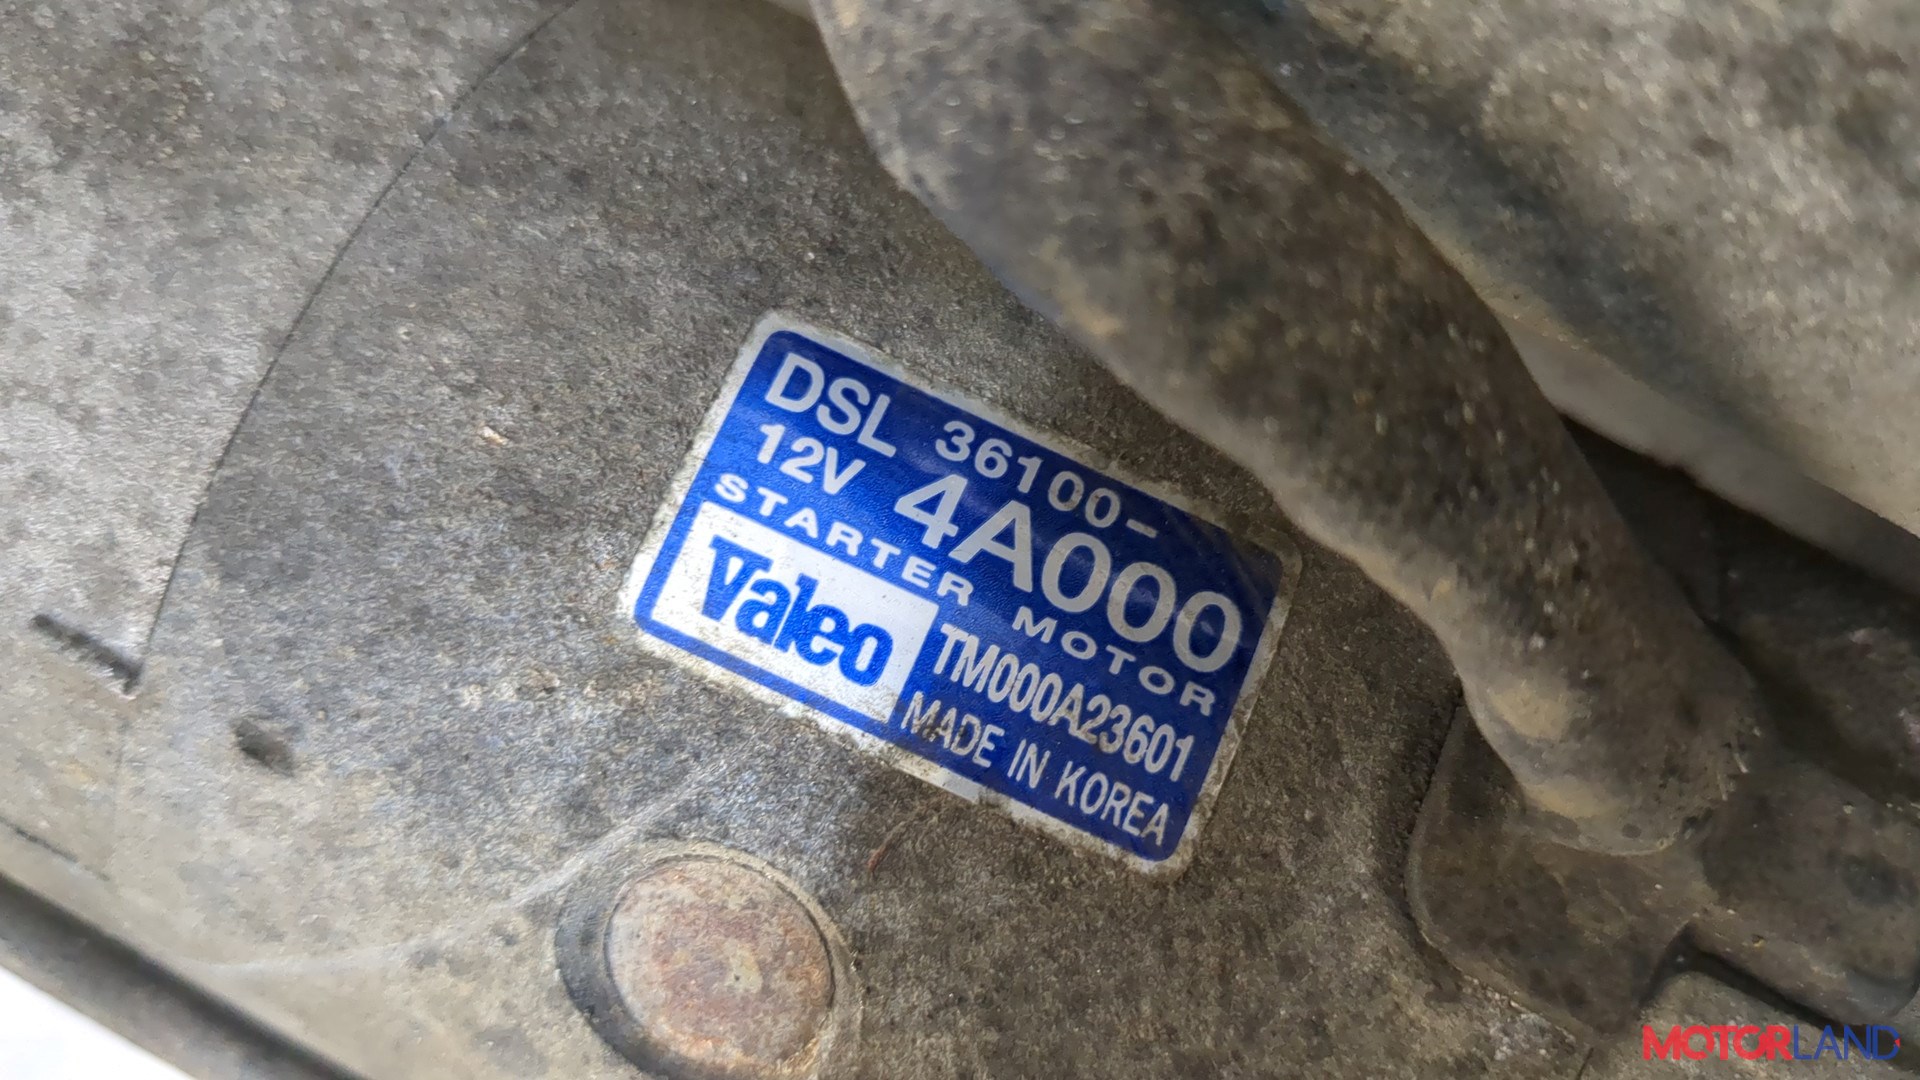 DSL 36100-
12V 4A000
STARTER MOTOR
Valeo TM000A23601
MADE IN KOREA
MOTORLAND